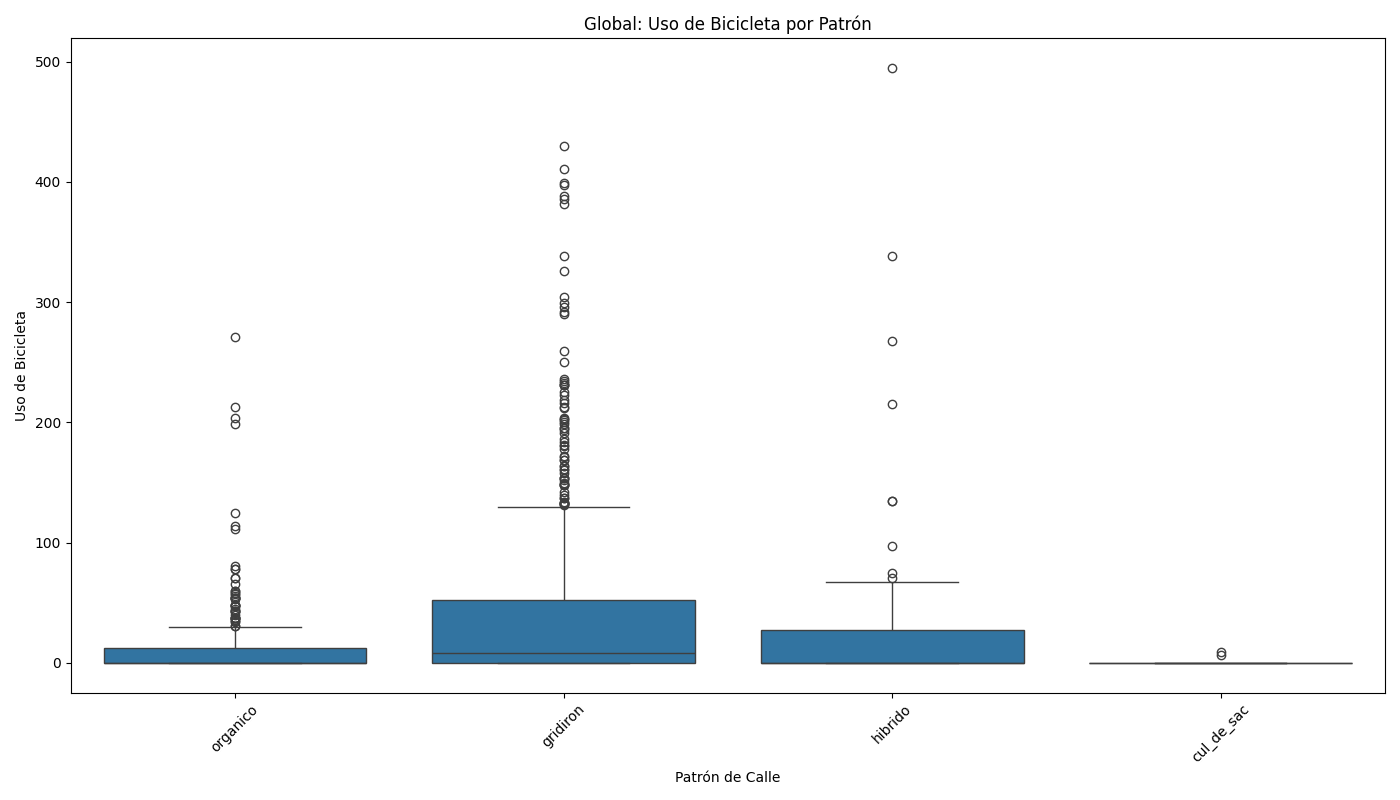 Global: Uso de Bicicleta por Patrón
Uso de Bicicleta
500
400
300
200
100
0
organico
gridiron
hibrido
cul_de_sac
Patrón de Calle